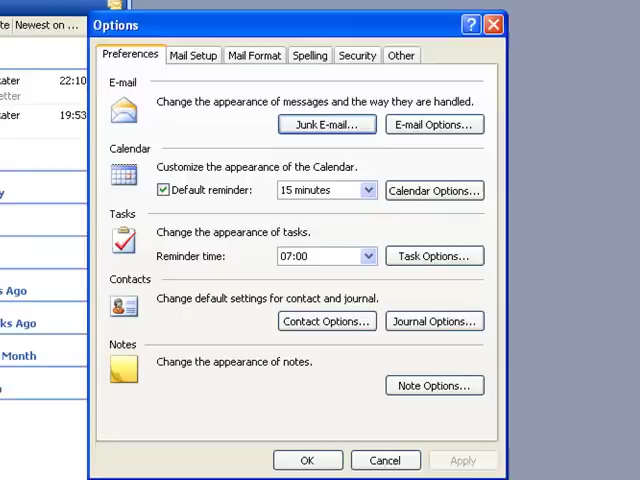 Options
te Newest on ...
Preferences Mail Setup Mail Format Spelling Security Other
E-mail
ater 22:10
etter
Change the appearance of messages and the way they are handled.
ater 19:53
Junk E-mail... E-mail Options...
Calendar
Customize the appearance of the Calendar.
y
Default reminder: 15 minutes Calendar Options...
Tasks
Change the appearance of tasks.
Reminder time: 07:00 Task Options...
Contacts
s Ago
Change default settings for contact and journal.
ks Ago
Contact Options... Journal Options...
Notes
Month
Change the appearance of notes.
Note Options...
OK Cancel Apply